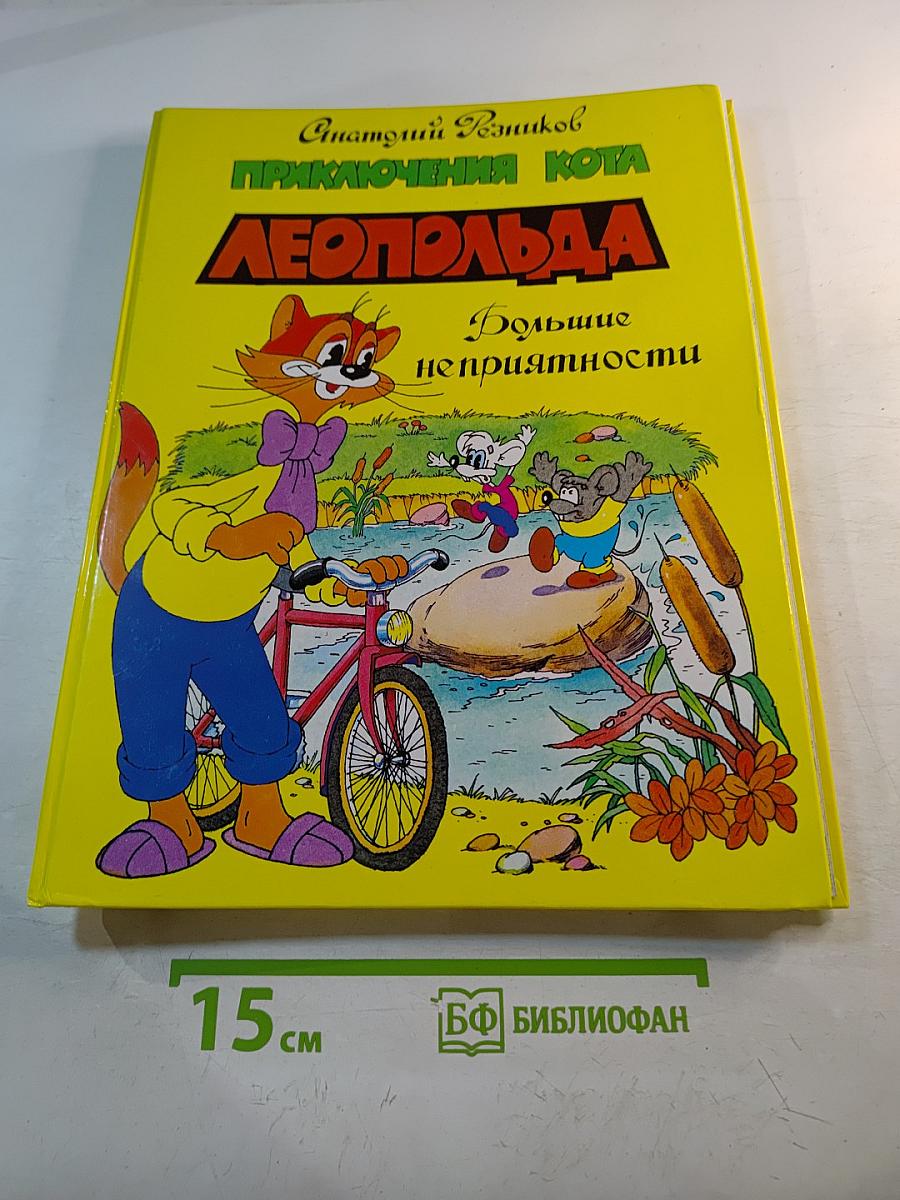 Анатолий Резников
ПРИКЛЮЧЕНИЯ КОТА
ЛЕОПОЛЬДА
Большие
неприятности
15 см
БФ БИБЛИОФАН